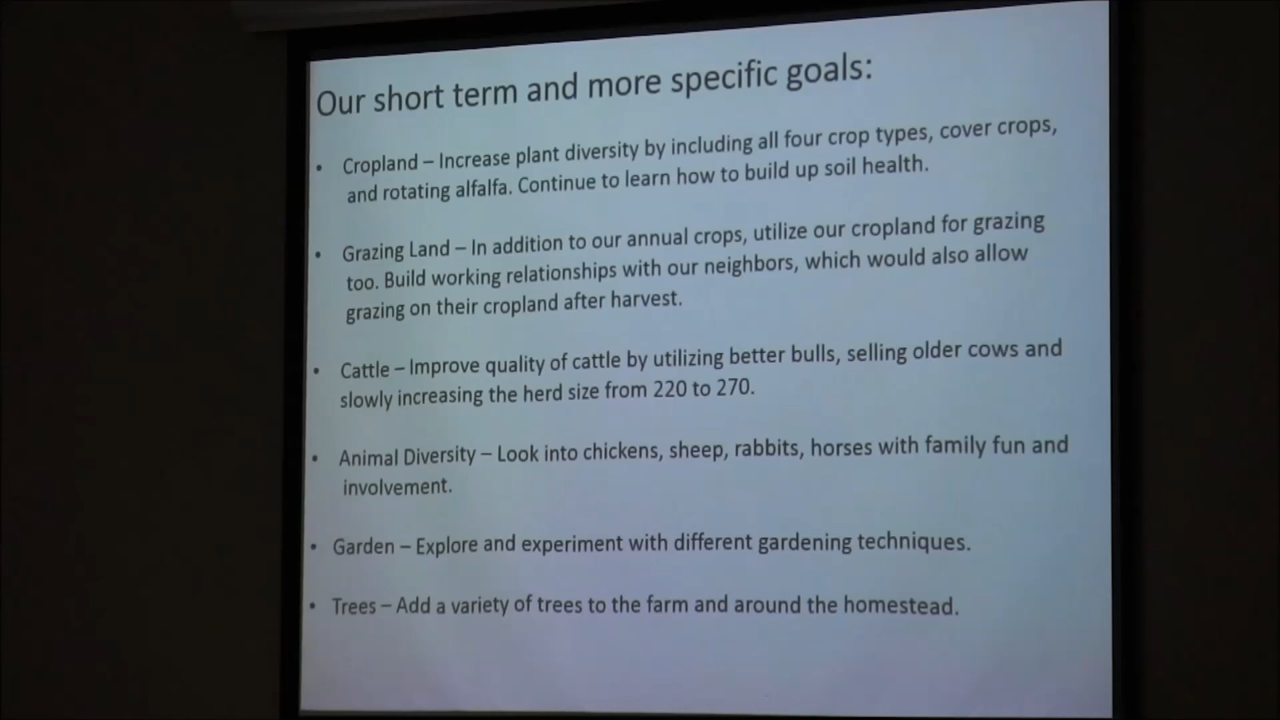 Our short term and more specific goals:
• Cropland – Increase plant diversity by including all four crop types, cover crops,
and rotating alfalfa. Continue to learn how to build up soil health.
• Grazing Land – In addition to our annual crops, utilize our cropland for grazing
too. Build working relationships with our neighbors, which would also allow
grazing on their cropland after harvest.
• Cattle – Improve quality of cattle by utilizing better bulls, selling older cows and
slowly increasing the herd size from 220 to 270.
• Animal Diversity – Look into chickens, sheep, rabbits, horses with family fun and
involvement.
• Garden – Explore and experiment with different gardening techniques.
• Trees – Add a variety of trees to the farm and around the homestead.